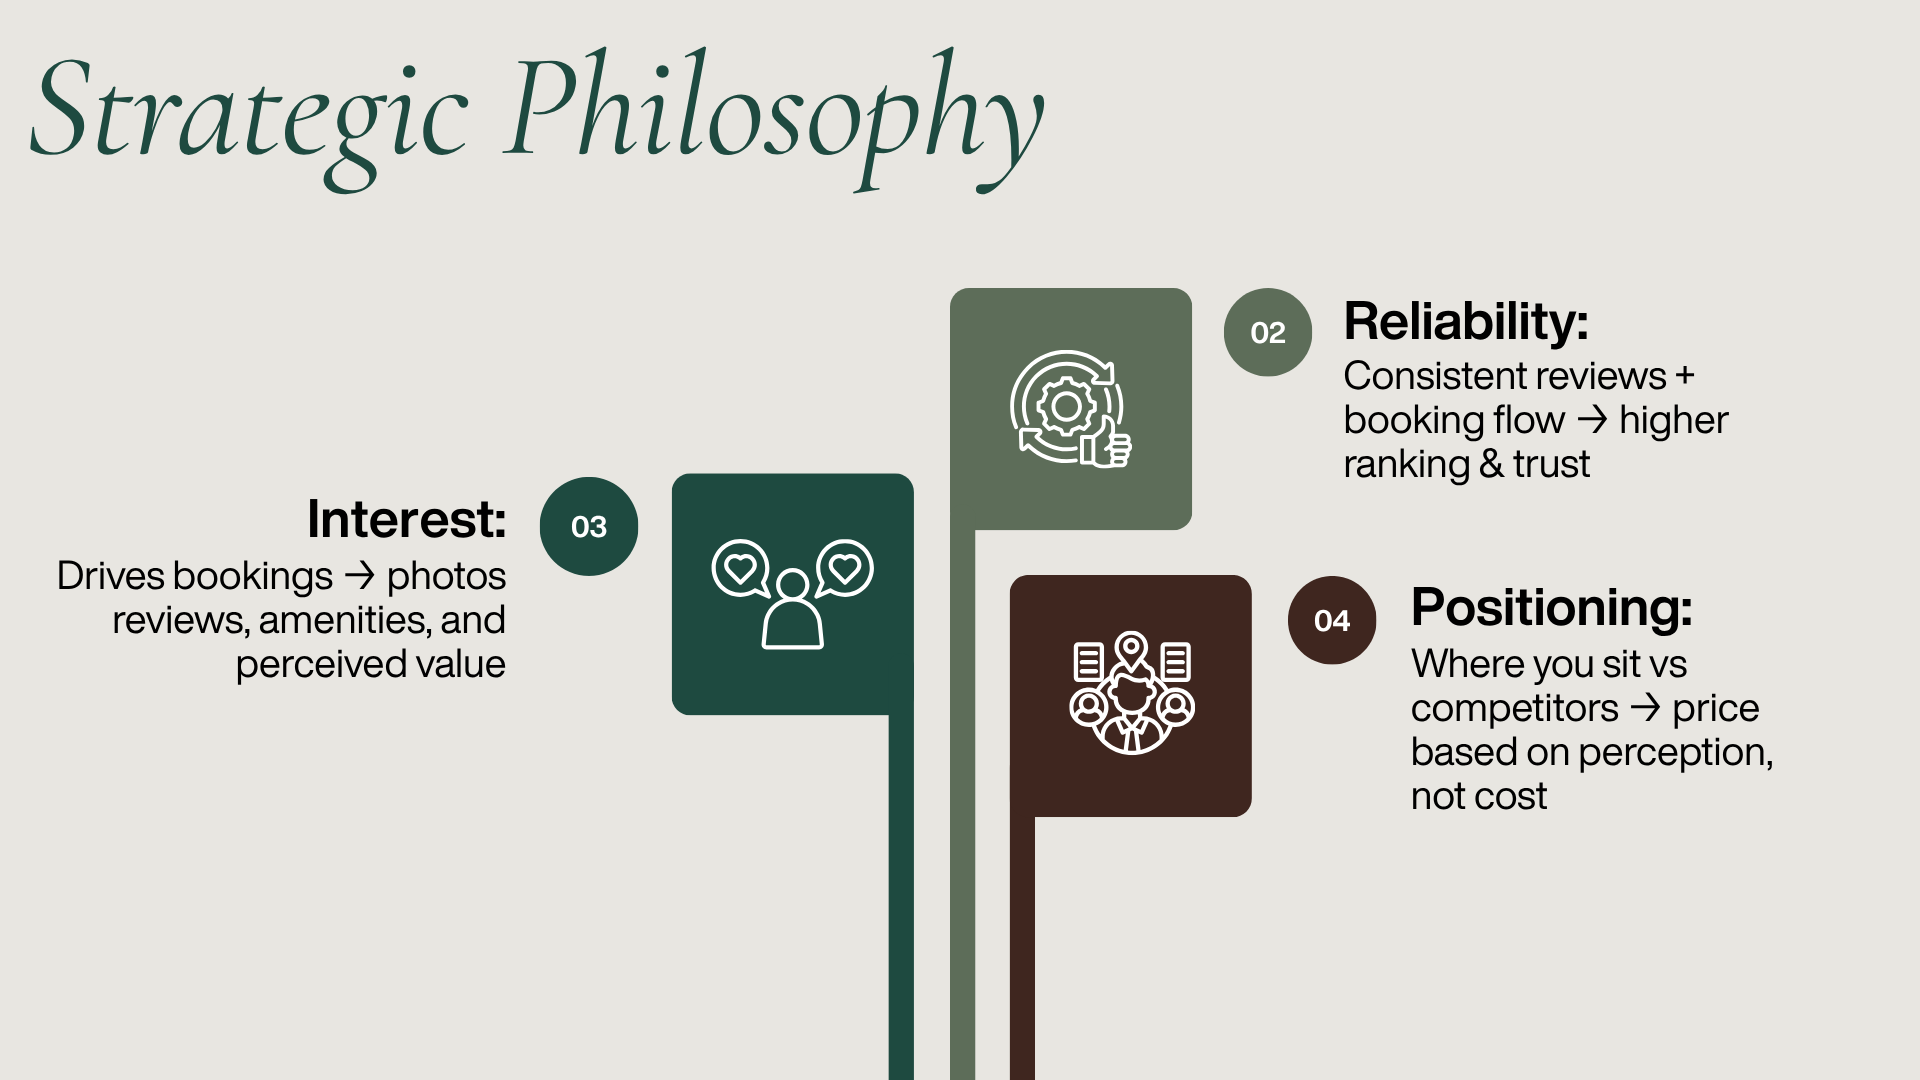 Strategic Philosophy
02
Reliability:
Consistent reviews +
booking flow → higher
ranking & trust
03
Interest:
Drives bookings → photos
reviews, amenities, and
perceived value
04
Positioning:
Where you sit vs
competitors → price
based on perception,
not cost